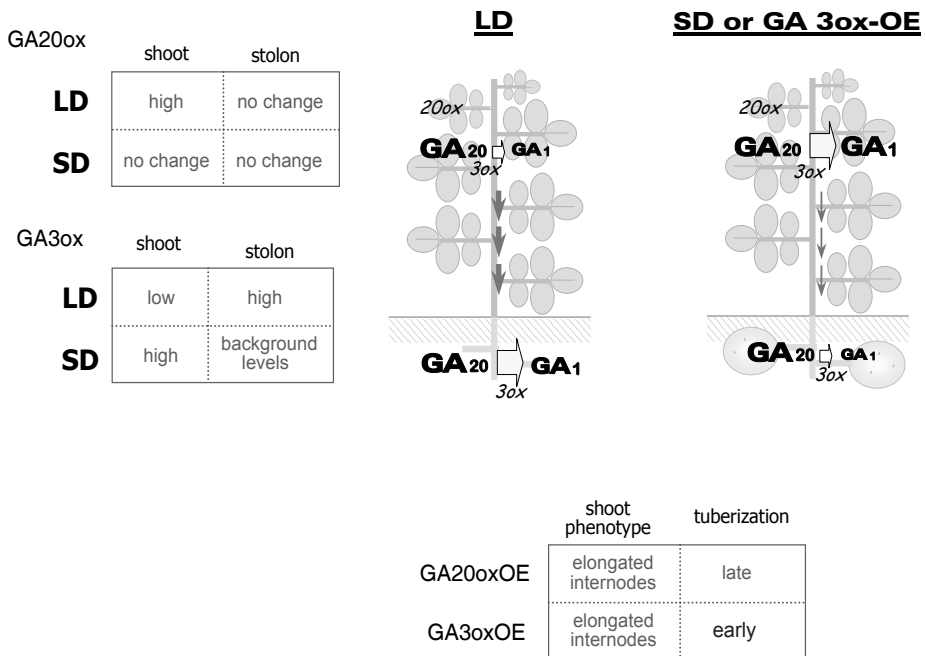 GA20ox
shoot stolon
LD high no change
SD no change no change
GA3ox
shoot stolon
LD low high
SD high background
levels
LD
20ox
GA20 GA1
3ox
GA20 GA1
3ox
SD or GA 3ox-OE
20ox
GA20 GA1
3ox
GA20 GA1
3ox
shoot
phenotype tuberization
GA20oxOE elongated
internodes late
GA3oxOE elongated
internodes early